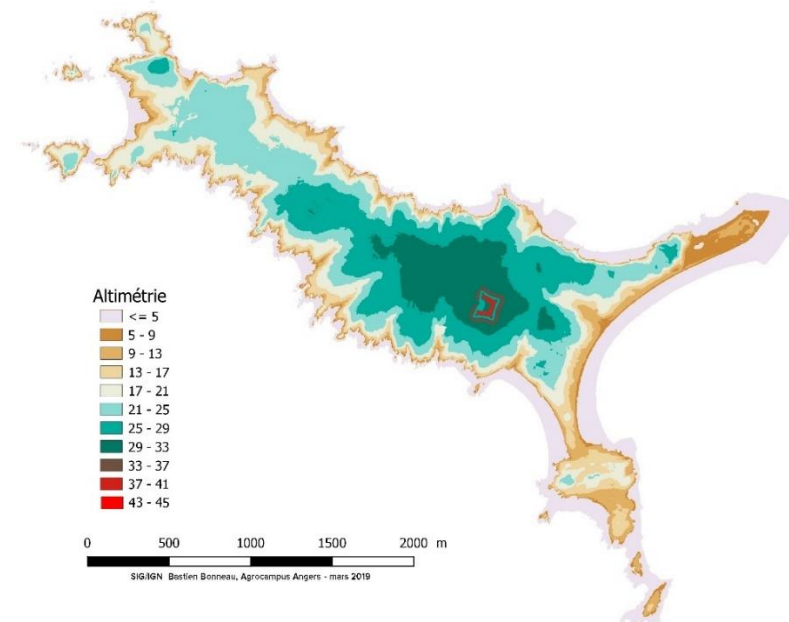 Altimétrie
<= 5
5 - 9
9 - 13
13 - 17
17 - 21
21 - 25
25 - 29
29 - 33
33 - 37
37 - 41
43 - 45
0 500 1000 1500 2000 m
SIG/IGN Bastien Bonneau, Agrocampus Angers - mars 2019